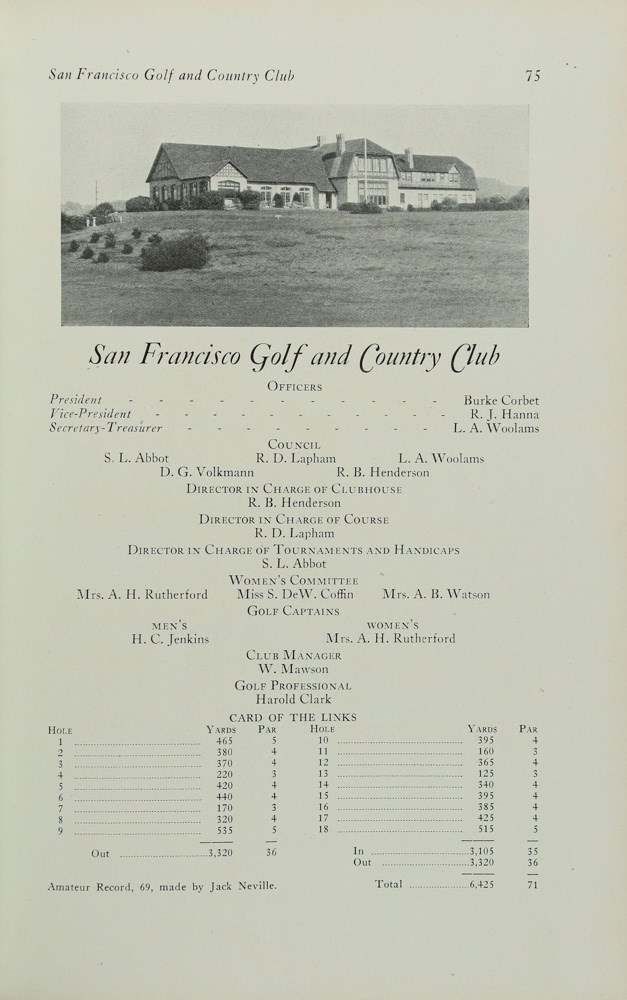 San Francisco Golf and Country Club 75
San Francisco Golf and Country Club
OFFICERS
President - - - - - - - - - - - - Burke Corbet
Vice-President - - - - - - - - - - - R. J. Hanna
Secretary-Treasurer - - - - - - - - - L. A. Woolams
COUNCIL
S. L. Abbot R. D. Lapham L. A. Woolams
D. G. Volkmann R. B. Henderson
DIRECTOR IN CHARGE OF CLUBHOUSE
R. B. Henderson
DIRECTOR IN CHARGE OF COURSE
R. D. Lapham
DIRECTOR IN CHARGE OF TOURNAMENTS AND HANDICAPS
S. L. Abbot
WOMEN'S COMMITTEE
Mrs. A. H. Rutherford Miss S. DeW. Coffin Mrs. A. B. Watson
GOLF CAPTAINS
MEN'S WOMEN'S
H. C. Jenkins Mrs. A. H. Rutherford
CLUB MANAGER
W. Mawson
GOLF PROFESSIONAL
Harold Clark
CARD OF THE LINKS
HOLE YARDS PAR HOLE YARDS PAR
1 465 5 10 395 4
2 380 4 11 160 3
3 370 4 12 365 4
4 220 3 13 125 3
5 420 4 14 340 4
6 440 4 15 395 4
7 170 3 16 385 4
8 320 4 17 425 4
9 535 5 18 515 5
Out 3,320 36 In 3,105 35
Out 3,320 36
Amateur Record, 69, made by Jack Neville. Total 6,425 71